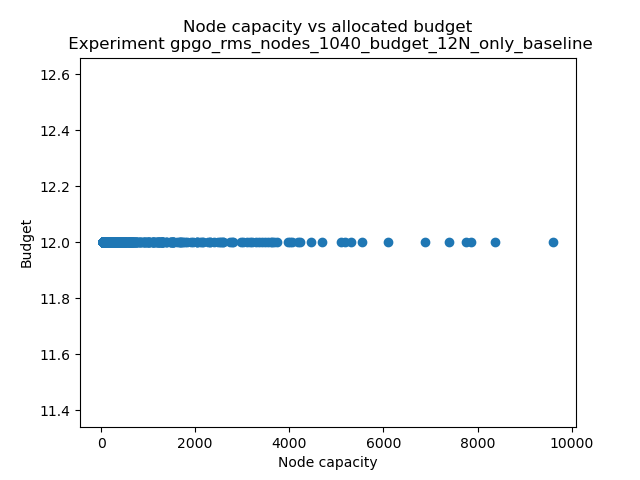 Node capacity vs allocated budget
Experiment gpgo_rms_nodes_1040_budget_12N_only_baseline
12.6
12.4
12.2
12.0
11.8
11.6
11.4
Budget
0 2000 4000 6000 8000 10000
Node capacity